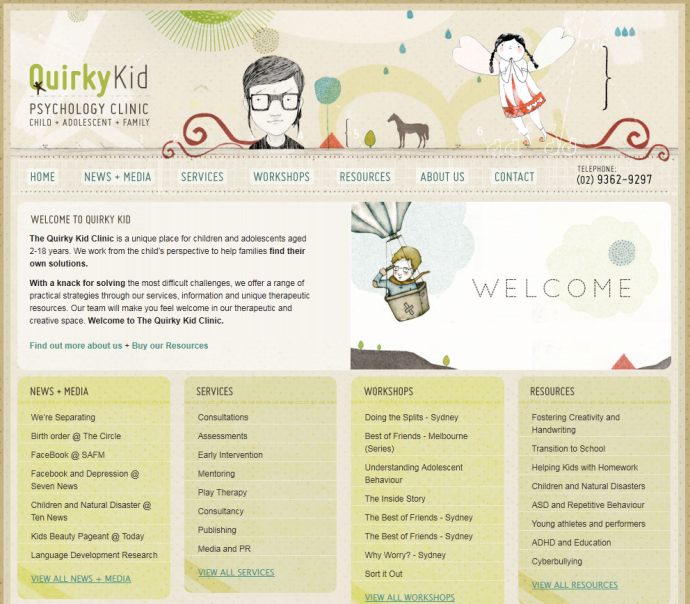 QuirkyKid
PSYCHOLOGY CLINIC
CHILD + ADOLESCENT + FAMILY
5
6
HOME
NEWS + MEDIA
SERVICES
WORKSHOPS
RESOURCES
ABOUT US
CONTACT
TELEPHONE:
(02) 9362-9297
WELCOME TO QUIRKY KID
The Quirky Kid Clinic is a unique place for children and adolescents aged
2-18 years. We work from the child's perspective to help families find their
own solutions.
With a knack for solving the most difficult challenges, we offer a range of
practical strategies through our services, information and unique therapeutic
resources. Our team will make you feel welcome in our therapeutic and
creative space. Welcome to The Quirky Kid Clinic.
Find out more about us + Buy our Resources
WELCOME
NEWS + MEDIA
We're Separating
Birth order @ The Circle
FaceBook @ SAFM
Facebook and Depression @
Seven News
Children and Natural Disaster @
Ten News
Kids Beauty Pageant @ Today
Language Development Research
VIEW ALL NEWS + MEDIA
SERVICES
Consultations
Assessments
Early Intervention
Mentoring
Play Therapy
Consultancy
Publishing
Media and PR
VIEW ALL SERVICES
WORKSHOPS
Doing the Splits - Sydney
Best of Friends - Melbourne
(Series)
Understanding Adolescent
Behaviour
The Inside Story
The Best of Friends - Sydney
The Best of Friends - Sydney
Why Worry? - Sydney
Sort it Out
VIEW ALL WORKSHOPS
RESOURCES
Fostering Creativity and
Handwriting
Transition to School
Helping Kids with Homework
Children and Natural Disasters
ASD and Repetitive Behaviour
Young athletes and performers
ADHD and Education
Cyberbullying
VIEW ALL RESOURCES